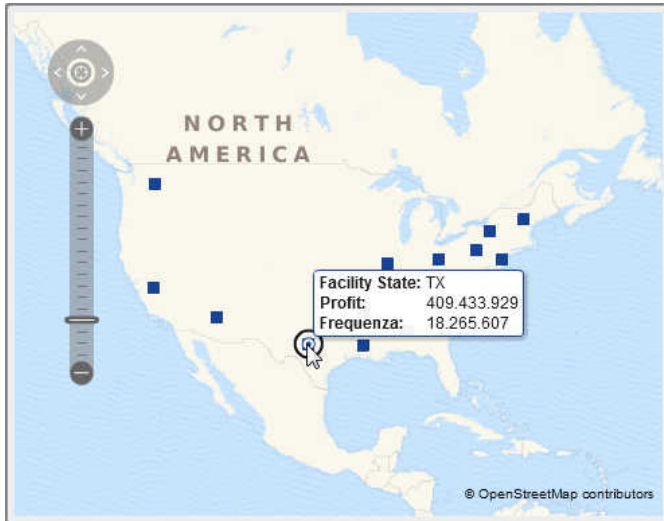 NORTH
AMERICA
Facility State: TX
Profit: 409.433.929
Frequenza: 18.265.607
© OpenStreetMap contributors